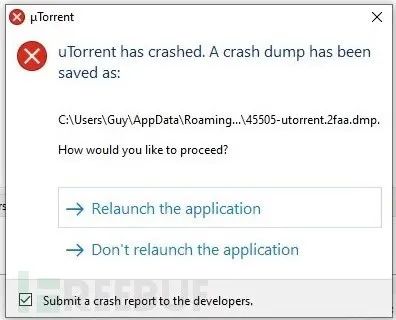 µTorrent
uTorrent has crashed. A crash dump has been
saved as:
C:\Users\Guy\AppData\Roaming...\45505-utorrent.2faa.dmp.
How would you like to proceed?
→ Relaunch the application
→ Don't relaunch the application
Submit a crash report to the developers.
REEBUF